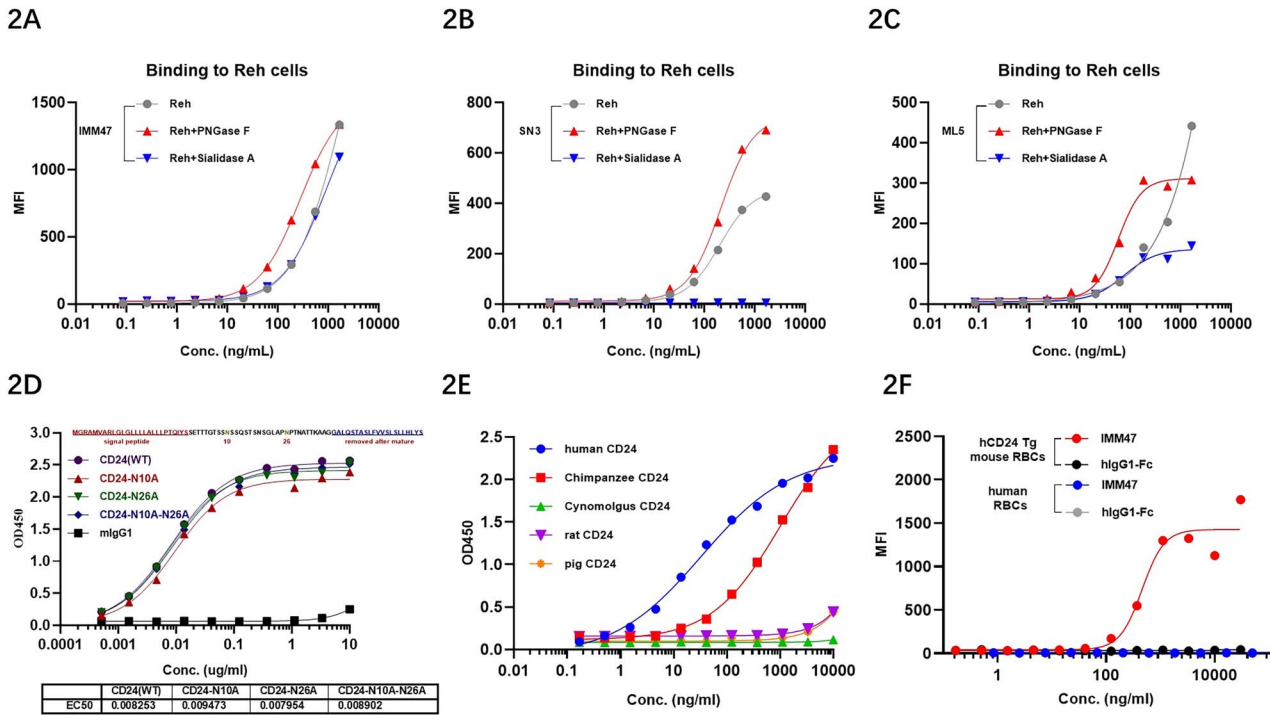 2A
Binding to Reh cells
1500
1000
500
0
MFI
IMM47
Reh
Reh+PNGase F
Reh+Sialidase A
0.01 0.1 1 10 100 1000 10000
Conc. (ng/mL)
2B
Binding to Reh cells
800
600
400
200
0
MFI
SN3
Reh
Reh+PNGase F
Reh+Sialidase A
0.01 0.1 1 10 100 1000 10000
Conc. (ng/mL)
2C
Binding to Reh cells
500
400
300
200
100
0
MFI
ML5
Reh
Reh+PNGase F
Reh+Sialidase A
0.01 0.1 1 10 100 1000 10000
Conc. (ng/mL)
2D
signal peptide 10 26 removed after mature
3.0
2.5
2.0
1.5
1.0
0.5
0.0
OD450
CD24(WT)
CD24-N10A
CD24-N26A
CD24-N10A-N26A
mIgG1
0.0001 0.001 0.01 0.1 1 10
Conc. (ug/ml)
CD24(WT) CD24-N10A CD24-N26A CD24-N10A-N26A
EC50 0.008253 0.009473 0.007954 0.008902
2E
2.5
2.0
1.5
1.0
0.5
0.0
OD450
human CD24
Chimpanzee CD24
Cynomolgus CD24
rat CD24
pig CD24
0.01 0.1 1 10 100 1000 10000
Conc. (ng/ml)
2F
2500
2000
1500
1000
500
0
MFI
hCD24 Tg
mouse RBCs
IMM47
hIgG1-Fc
human
RBCs
IMM47
hIgG1-Fc
1 100 10000
Conc. (ng/ml)